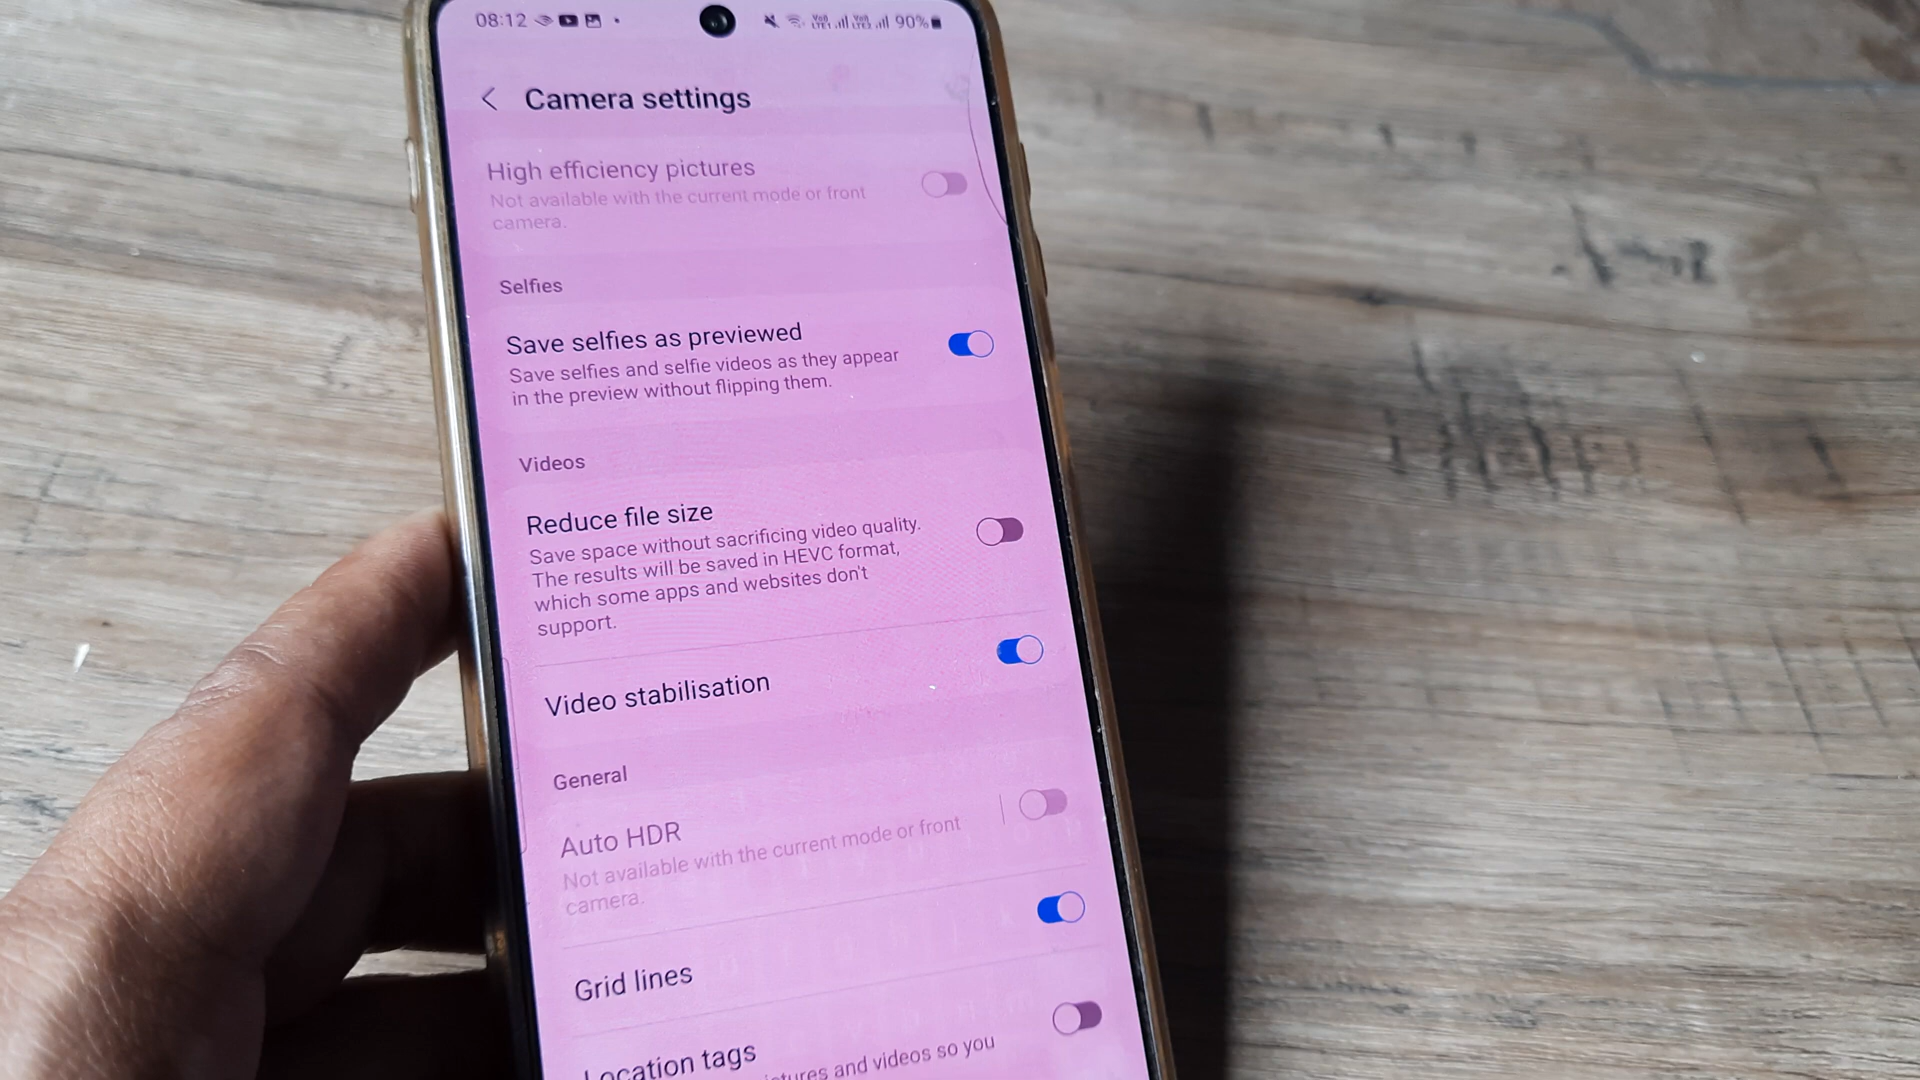 08:12 90%
Camera settings
High efficiency pictures
Not available with the current mode or front
camera.
Selfies
Save selfies as previewed
Save selfies and selfie videos as they appear
in the preview without flipping them.
Videos
Reduce file size
Save space without sacrificing video quality.
The results will be saved in HEVC format,
which some apps and websites don't
support.
Video stabilisation
General
Auto HDR
Not available with the current mode or front
camera.
Grid lines
Location tags
and videos so you